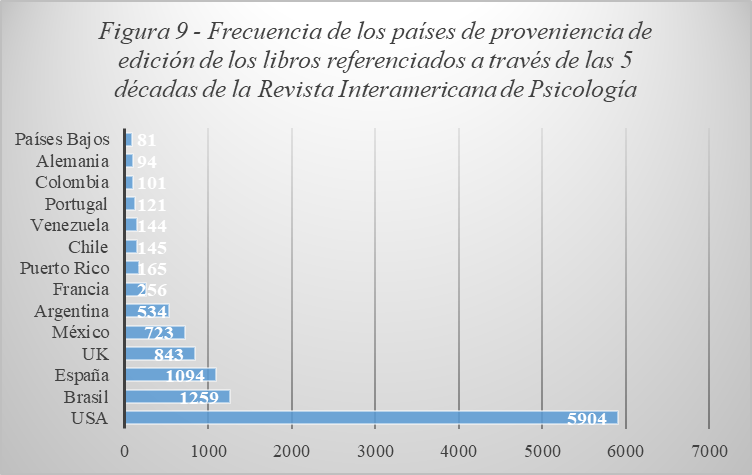 Figura 9 - Frecuencia de los países de proveniencia de
edición de los libros referenciados a través de las 5
décadas de la Revista Interamericana de Psicología
Países Bajos 81
Alemania 94
Colombia 101
Portugal 121
Venezuela 144
Chile 145
Puerto Rico 165
Francia 256
Argentina 534
México 723
UK 843
España 1094
Brasil 1259
USA 5904
0 1000 2000 3000 4000 5000 6000 7000